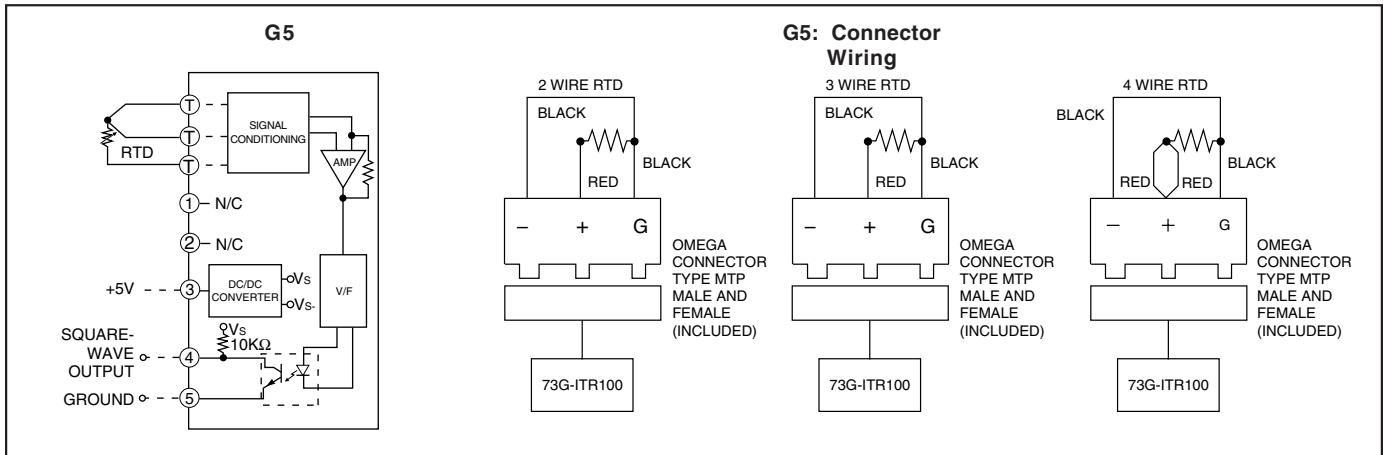 G5
T
T
T
RTD
SIGNAL
CONDITIONING
AMP
1 N/C
2 N/C
+5V
3
DC/DC
CONVERTER
VS
VS-
V/F
VS
10KΩ
SQUARE-
WAVE
OUTPUT
4
GROUND
5
G5: Connector
Wiring
2 WIRE RTD
BLACK
BLACK
RED
– + G
OMEGA
CONNECTOR
TYPE MTP
MALE AND
FEMALE
(INCLUDED)
73G-ITR100
3 WIRE RTD
BLACK
BLACK
RED
– + G
OMEGA
CONNECTOR
TYPE MTP
MALE AND
FEMALE
(INCLUDED)
73G-ITR100
4 WIRE RTD
BLACK
BLACK
RED RED
– + G
OMEGA
CONNECTOR
TYPE MTP
MALE AND
FEMALE
(INCLUDED)
73G-ITR100